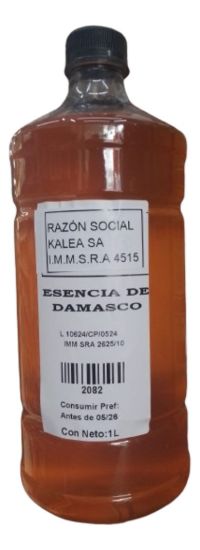 RAZÓN SOCIAL
KALEA SA
I.M.M.S.R.A 4515
ESENCIA DE
DAMASCO
L 10624/CP/0524
IMM SRA 2625/10
2082
Consumir Pref:
Antes de 05/26
Con Neto:1L